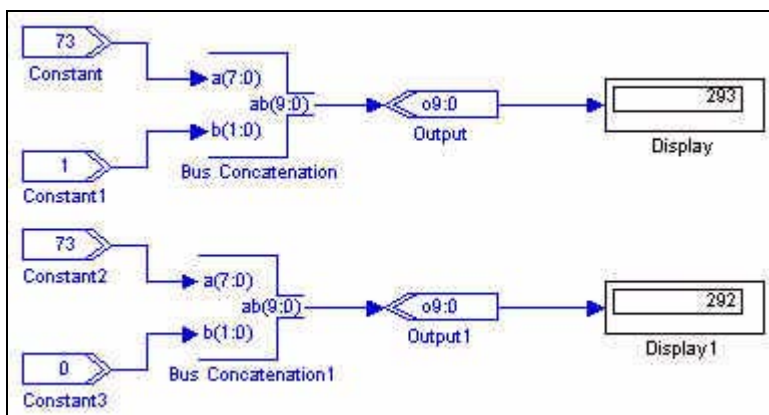 73
Constant
a(7:0)
ab(9:0)
b(1:0)
1
Constant1
Bus Concatenation
o9:0
Output
293
Display
73
Constant2
a(7:0)
ab(9:0)
b(1:0)
0
Constant3
Bus Concatenation1
o9:0
Output1
292
Display1